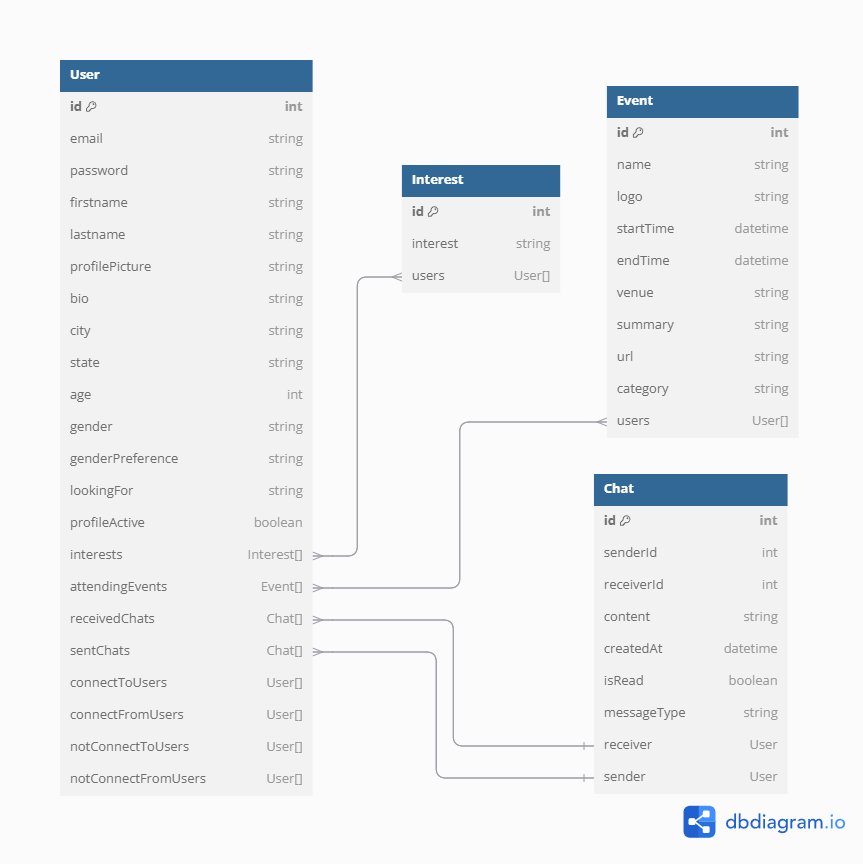 User
id int
email string
password string
firstname string
lastname string
profilePicture string
bio string
city string
state string
age int
gender string
genderPreference string
lookingFor string
profileActive boolean
interests Interest[]
attendingEvents Event[]
receivedChats Chat[]
sentChats Chat[]
connectToUsers User[]
connectFromUsers User[]
notConnectToUsers User[]
notConnectFromUsers User[]
Interest
id int
interest string
users User[]
Event
id int
name string
logo string
startTime datetime
endTime datetime
venue string
summary string
url string
category string
users User[]
Chat
id int
senderId int
receiverId int
content string
createdAt datetime
isRead boolean
messageType string
receiver User
sender User
dbdiagram.io